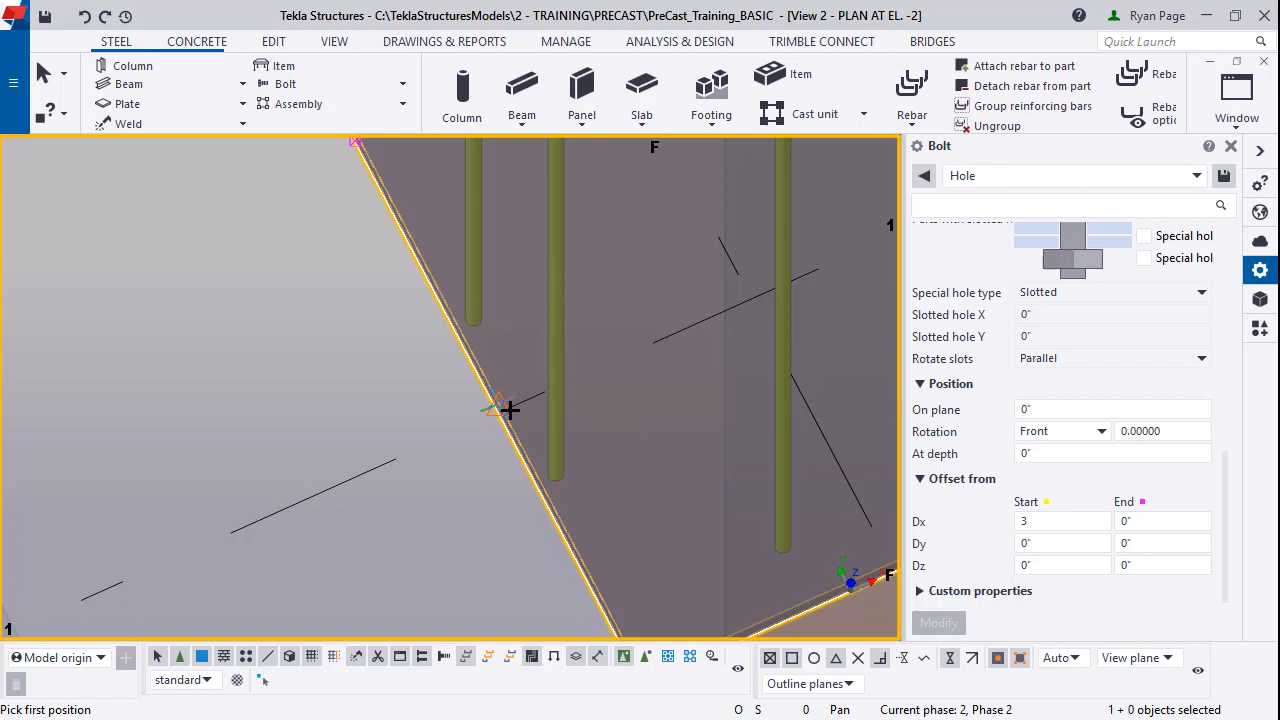 Tekla Structures - C:\TeklaStructuresModels\2 - TRAINING\PRECAST\PreCast_Training_BASIC - [View 2 - PLAN AT EL. -2]
Ryan Page
STEEL CONCRETE EDIT VIEW DRAWINGS & REPORTS MANAGE ANALYSIS & DESIGN TRIMBLE CONNECT BRIDGES
Quick Launch
Column
Beam
Plate
Weld
Item
Bolt
Assembly
Column
Beam
Panel
Slab
Footing
Item
Cast unit
Rebar
Attach rebar to part
Detach rebar from part
Group reinforcing bars
Ungroup
Reba
Reba
optic
Window
F
1
F
1
Y
Z
Bolt
Hole
Special hol
Special hol
Special hole type Slotted
Slotted hole X 0"
Slotted hole Y 0"
Rotate slots Parallel
Position
On plane 0"
Rotation Front 0.00000
At depth 0"
Offset from
Start End
Dx 3 0"
Dy 0" 0"
Dz 0" 0"
Custom properties
Modify
Model origin
standard
Auto
View plane
Outline planes
Pick first position
O S 0 Pan Current phase: 2, Phase 2 1 + 0 objects selected